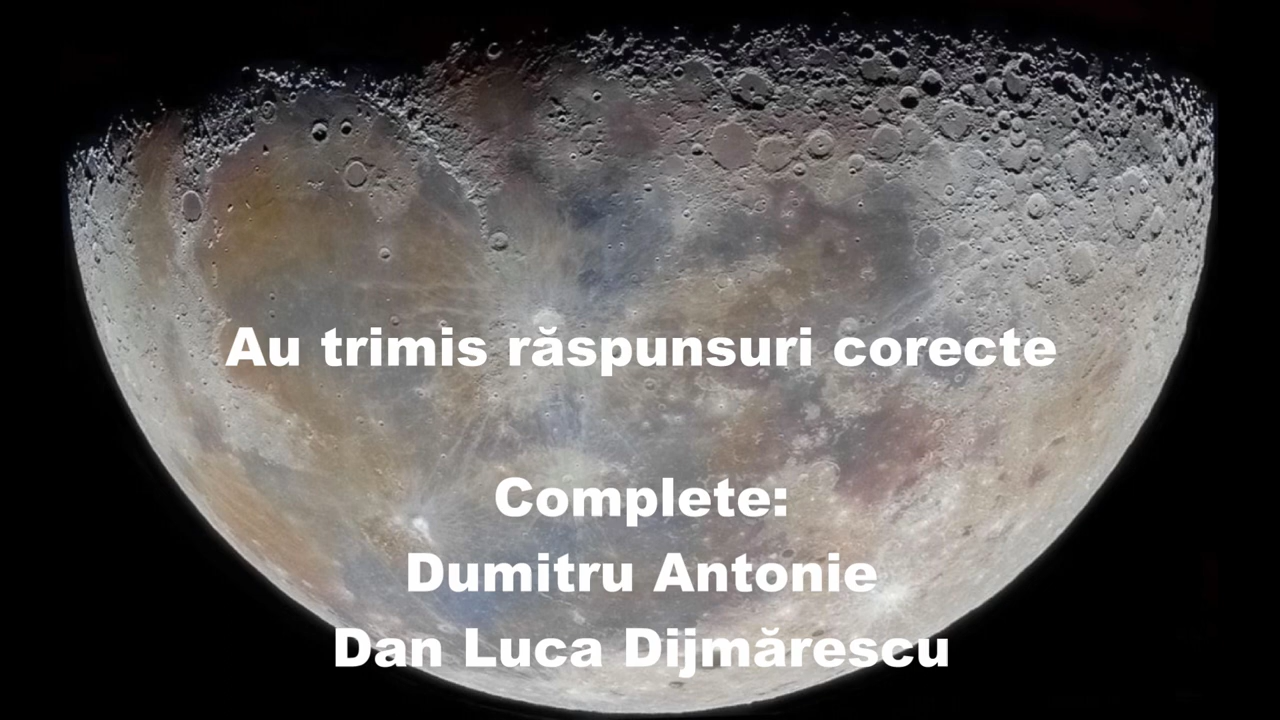 Au trimis răspunsuri corecte
Complete:
Dumitru Antonie
Dan Luca Dijmărescu